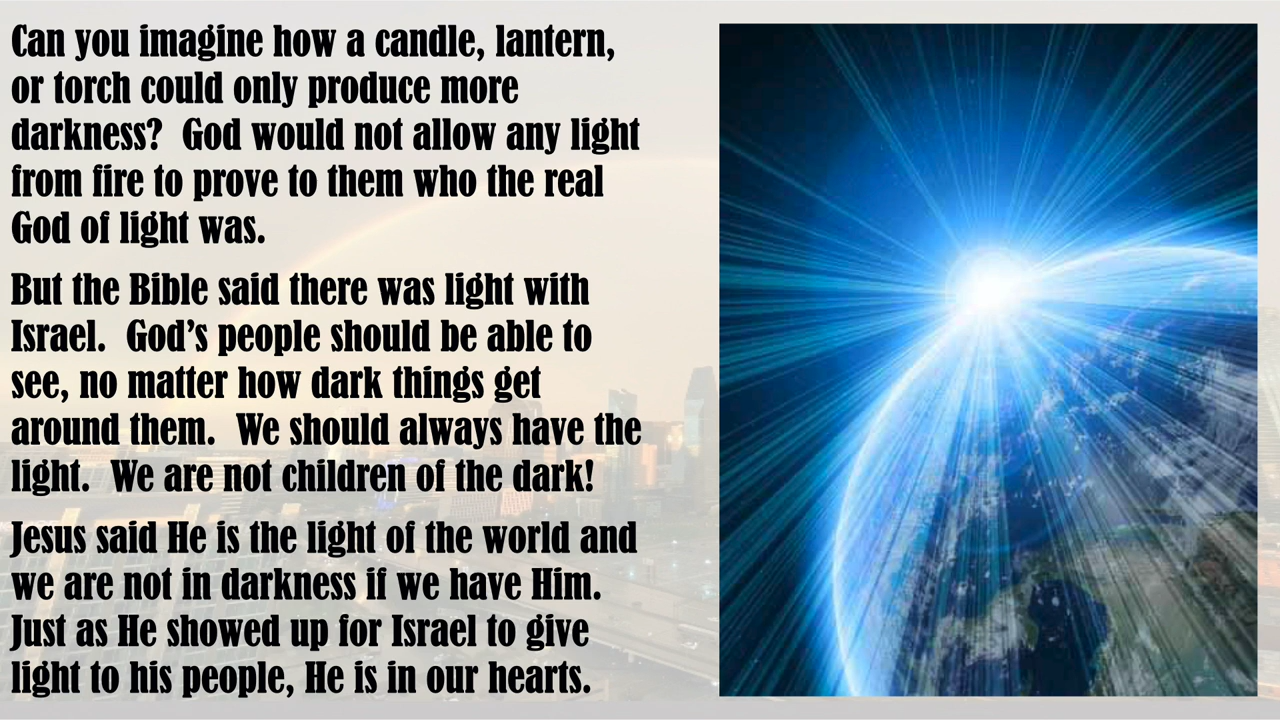 Can you imagine how a candle, lantern,
or torch could only produce more
darkness?  God would not allow any light
from fire to prove to them who the real
God of light was.
But the Bible said there was light with
Israel.  God’s people should be able to
see, no matter how dark things get
around them.  We should always have the
light.  We are not children of the dark!
Jesus said He is the light of the world and
we are not in darkness if we have Him.
Just as He showed up for Israel to give
light to his people, He is in our hearts.